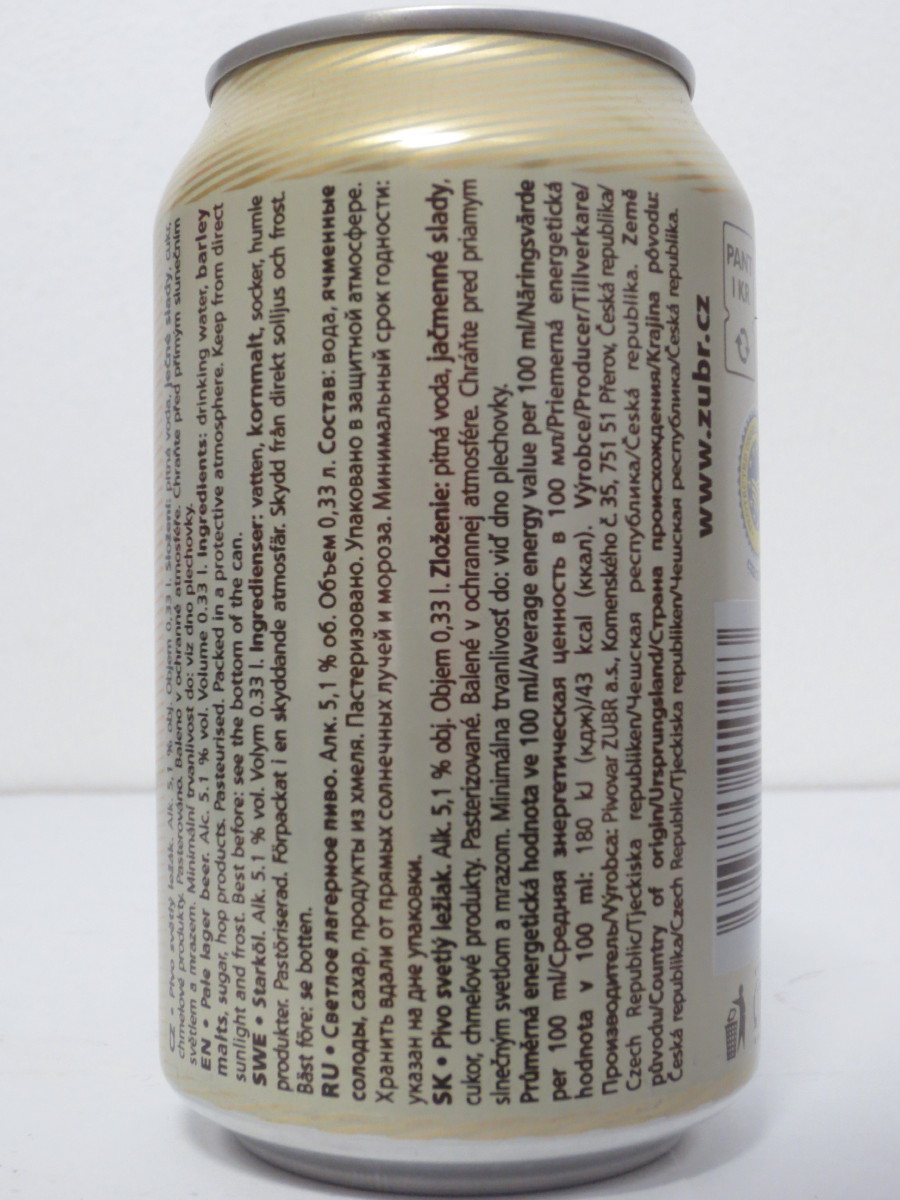 CZ • Pivo světlý ležák. Alk. 5,1 % obj. Objem 0,33 l. Složení: pitná voda, ječné slady, cukr,
chmelové produkty. Pasterováno. Baleno v ochranné atmosféře. Chraňte před přímým slunečním
světlem a mrazem. Minimální trvanlivost do: viz dno plechovky.
EN • Pale lager beer. Alc. 5.1 % vol. Volume 0.33 l. Ingredients: drinking water, barley
malts, sugar, hop products. Pasteurised. Packed in a protective atmosphere. Keep from direct
sunlight and frost. Best before: see the bottom of the can.
SWE • Starköl. Alk. 5.1 % vol. Volym 0.33 l. Ingredienser: vatten, kornmalt, socker, humle
produkter. Pastöriserad. Förpackat i en skyddande atmosfär. Skydd från direkt solljus och frost.
Bäst före: se botten.
RU • Светлое лагерное пиво. Алк. 5,1 % об. Объем 0,33 л. Состав: вода, ячменные
солоды, сахар, продукты из хмеля. Пастеризовано. Упаковано в защитной атмосфере.
Хранить вдали от прямых солнечных лучей и мороза. Минимальный срок годности:
указан на дне упаковки.
SK • Pivo svetlý ležiak. Alk. 5,1 % obj. Objem 0,33 l. Zloženie: pitná voda, jačmenné slady,
cukor, chmeľové produkty. Pasterizované. Balené v ochrannej atmosfére. Chráňte pred priamym
slnečným svetlom a mrazom. Minimálna trvanlivosť do: viď dno plechovky.
Průměrná energetická hodnota ve 100 ml/Average energy value per 100 ml/Näringsvärde
per 100 ml/Средняя энергетическая ценность в 100 мл/Priemerná energetická
hodnota v 100 ml: 180 kJ (кдж)/43 kcal (ккал). Výrobce/Producer/Tillverkare/
Производитель/Výrobca: Pivovar ZUBR a.s., Komenského č. 35, 751 51 Přerov, Česká republika/
Czech Republic/Tjeckiska republiken/Чешская республика/Česká republika. Země
původu/Country of origin/Ursprungsland/Страна происхождения/Krajina pôvodu:
Česká republika/Czech Republic/Tjeckiska republiken/Чешская республика/Česká republika.
www.zubr.cz
PANT
1 KR